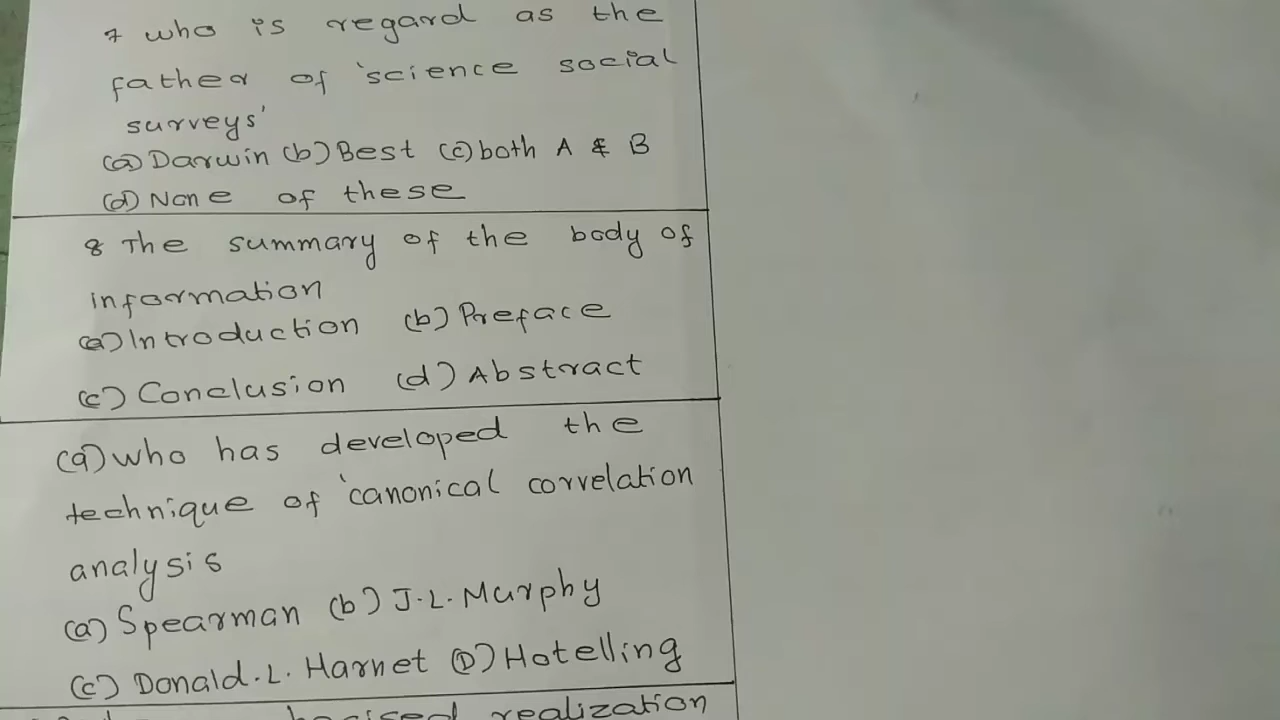 7 who is regard as the
father of 'science social
surveys'
(a) Darwin (b) Best (c) both A & B
(d) None of these
8 The summary of the body of
information
(a) Introduction (b) Preface
(c) Conclusion (d) Abstract
(9) who has developed the
technique of 'canonical correlation
analysis
(a) Spearman (b) J.L. Murphy
(c) Donald.L. Harnet (D) Hotelling
realization